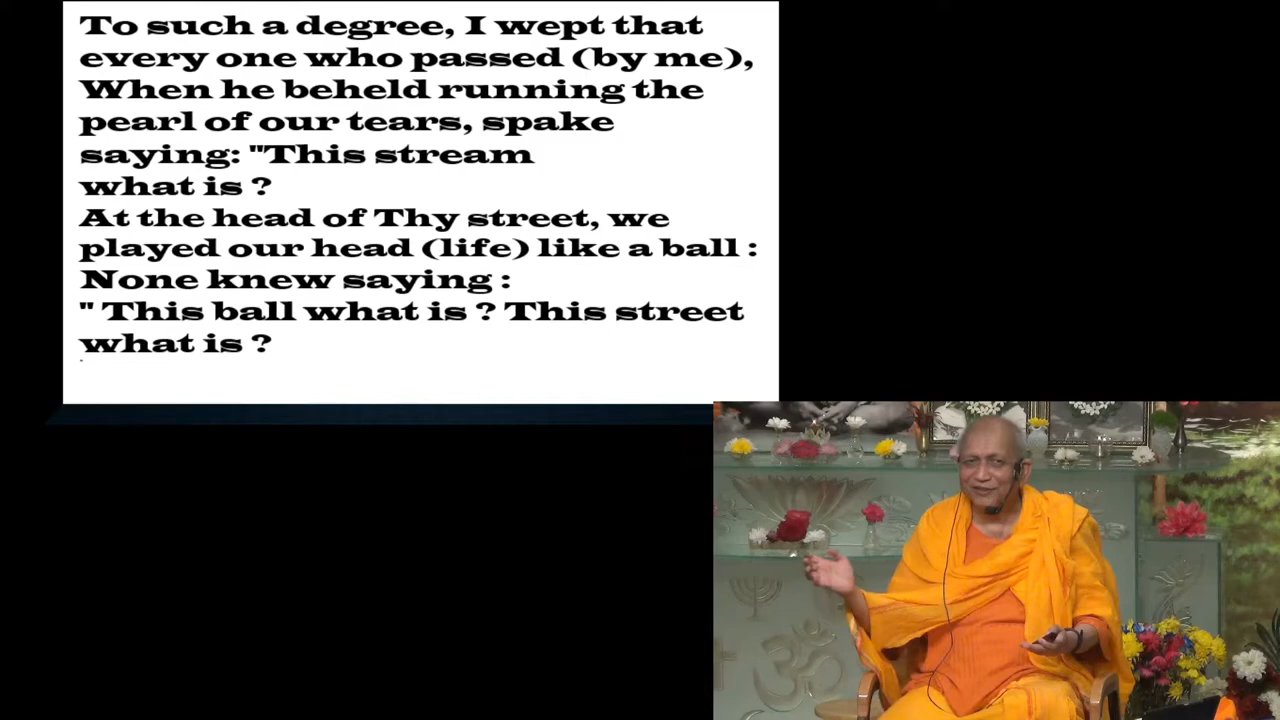 To such a degree, I wept that
every one who passed (by me),
When he beheld running the
pearl of our tears, spake
saying: "This stream
what is ?
At the head of Thy street, we
played our head (life) like a ball :
None knew saying :
" This ball what is ? This street
what is ?
ॐ